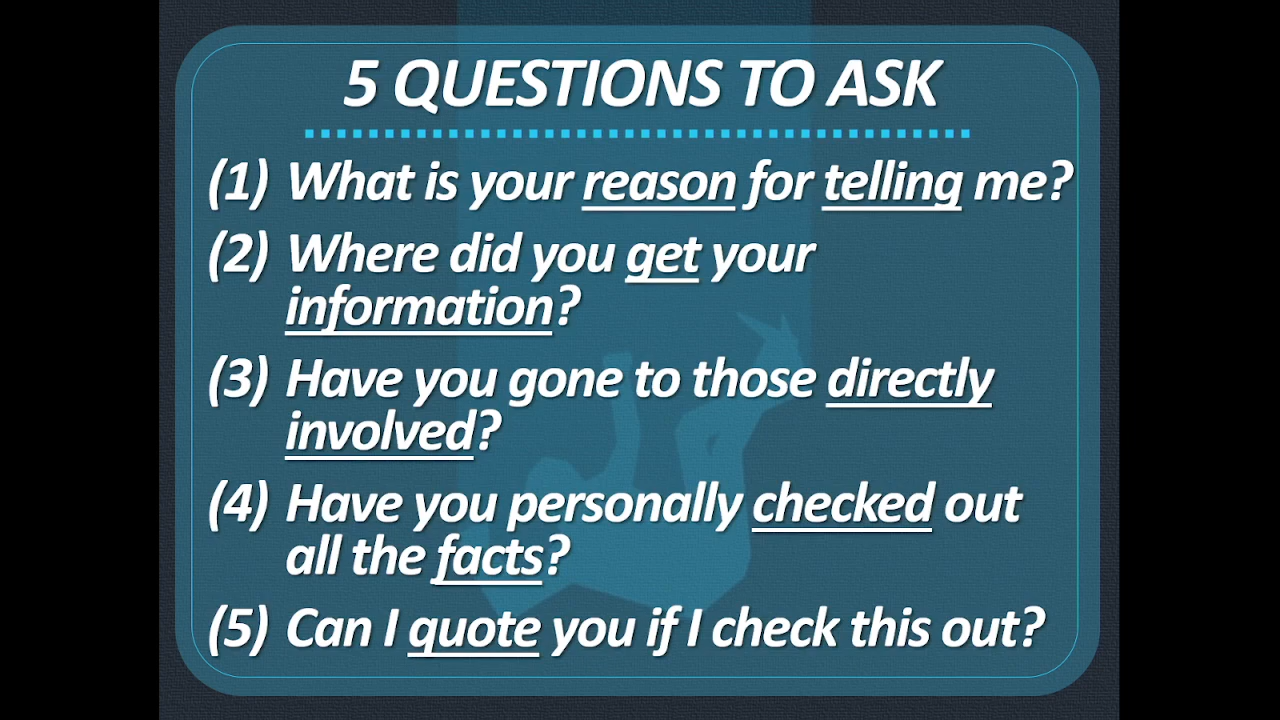 5 QUESTIONS TO ASK
(1) What is your reason for telling me?
(2) Where did you get your
information?
(3) Have you gone to those directly
involved?
(4) Have you personally checked out
all the facts?
(5) Can I quote you if I check this out?